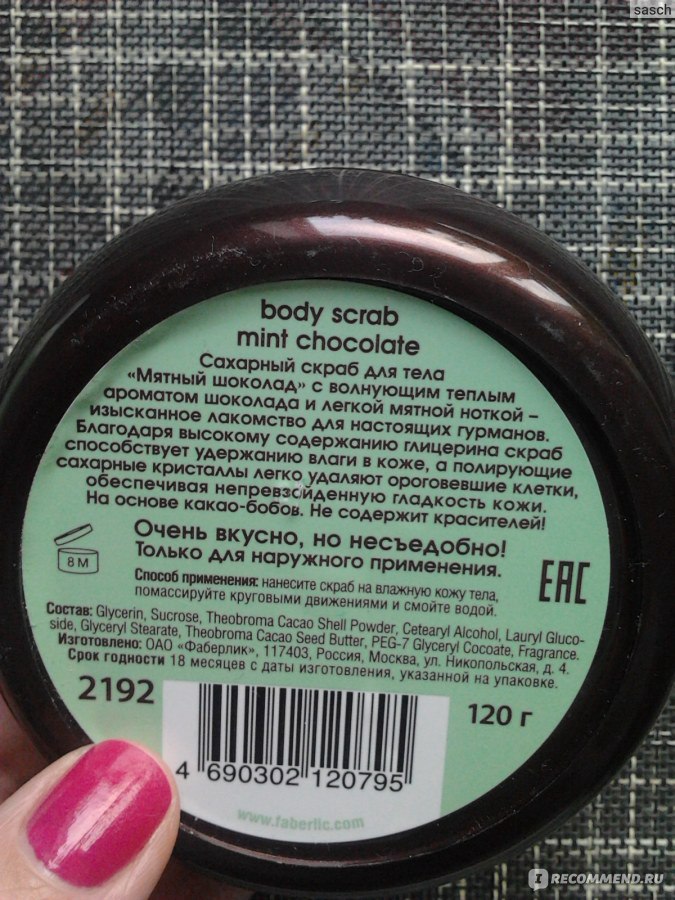 sasch
body scrab
mint chocolate
Сахарный скраб для тела
«Мятный шоколад» с волнующим теплым
ароматом шоколада и легкой мятной ноткой –
изысканное лакомство для настоящих гурманов.
Благодаря высокому содержанию глицерина скраб
способствует удержанию влаги в коже, а полирующие
сахарные кристаллы легко удаляют ороговевшие клетки,
обеспечивая непревзойденную гладкость кожи.
На основе какао-бобов. Не содержит красителей!
Очень вкусно, но несъедобно!
Только для наружного применения.
8 M
EAC
Способ применения: нанесите скраб на влажную кожу тела,
помассируйте круговыми движениями и смойте водой.
Состав: Glycerin, Sucrose, Theobroma Cacao Shell Powder, Cetearyl Alcohol, Lauryl Gluco-
side, Glyceryl Stearate, Theobroma Cacao Seed Butter, PEG-7 Glyceryl Cocoate, Fragrance.
Изготовлено: ОАО «Фаберлик», 117403, Россия, Москва, ул. Никопольская, д. 4.
Срок годности 18 месяцев с даты изготовления, указанной на упаковке.
2192
120 г
4 690302 120795
www.faberlic.com
I RECOMMEND.RU